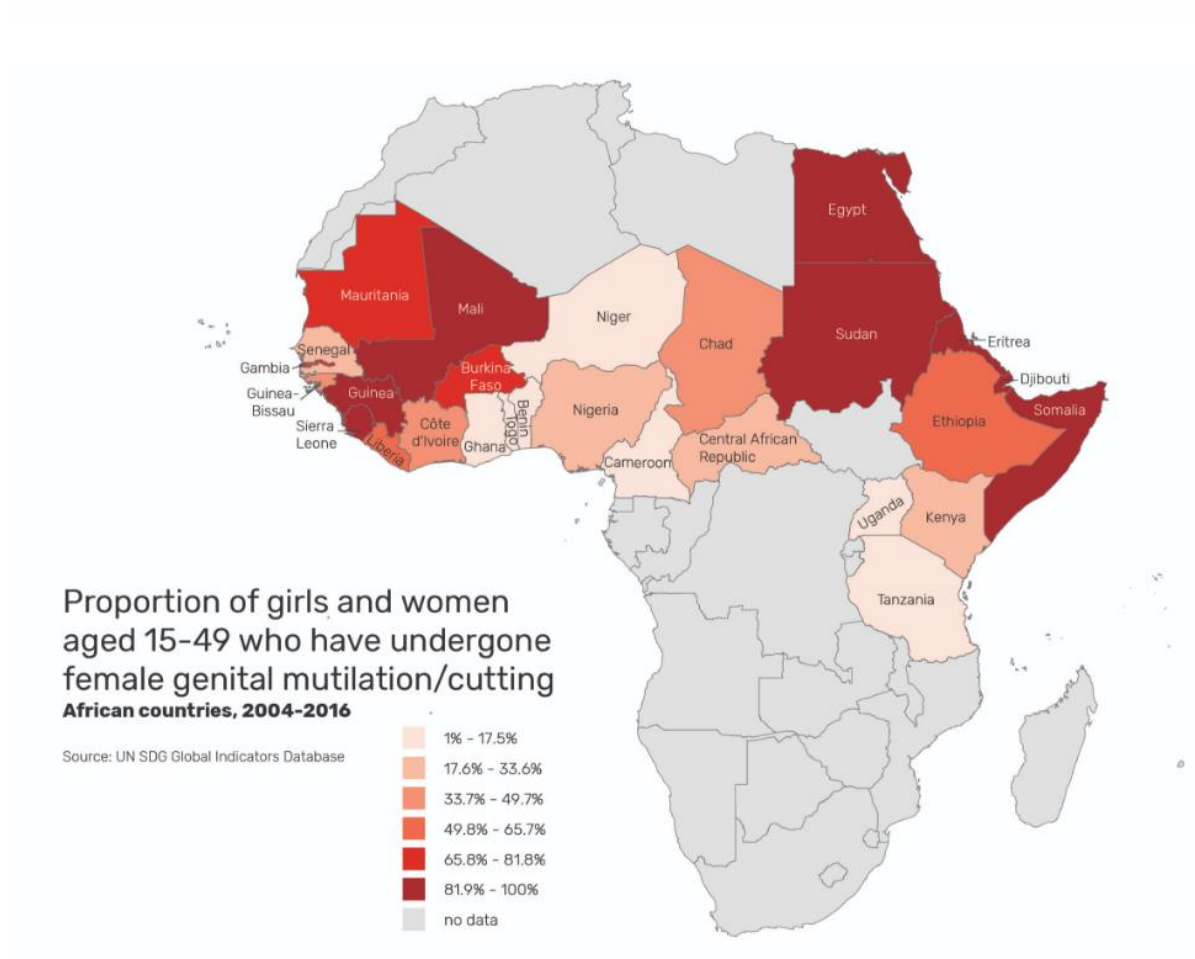 Egypt
Mauritania
Mali
Niger
Chad
Sudan
Eritrea
Senegal
Gambia
Guinea-
Bissau
Guinea
Burkina
Faso
Djibouti
Somalia
Sierra
Leone
Liberia
Côte
d'Ivoire
Ghana
Togo
Benin
Nigeria
Ethiopia
Central African
Republic
Cameroon
Uganda
Kenya
Tanzania
Proportion of girls and women
aged 15-49 who have undergone
female genital mutilation/cutting
African countries, 2004-2016
Source: UN SDG Global Indicators Database
1% - 17.5%
17.6% - 33.6%
33.7% - 49.7%
49.8% - 65.7%
65.8% - 81.8%
81.9% - 100%
no data